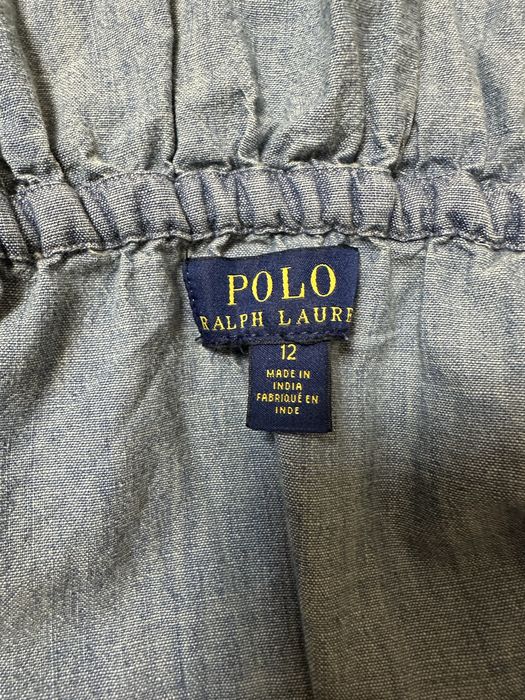 POLO
RALPH LAURE
12
MADE IN
INDIA
FABRIQUÉ EN
INDE